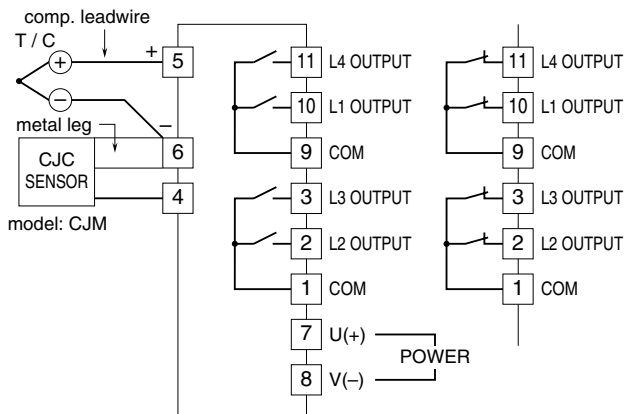 comp. leadwire
T / C
+
+
5
–
–
metal leg
6
CJC
SENSOR
4
model: CJM
11 L4 OUTPUT
10 L1 OUTPUT
9 COM
3 L3 OUTPUT
2 L2 OUTPUT
1 COM
7 U(+)
POWER
8 V(–)
11 L4 OUTPUT
10 L1 OUTPUT
9 COM
3 L3 OUTPUT
2 L2 OUTPUT
1 COM